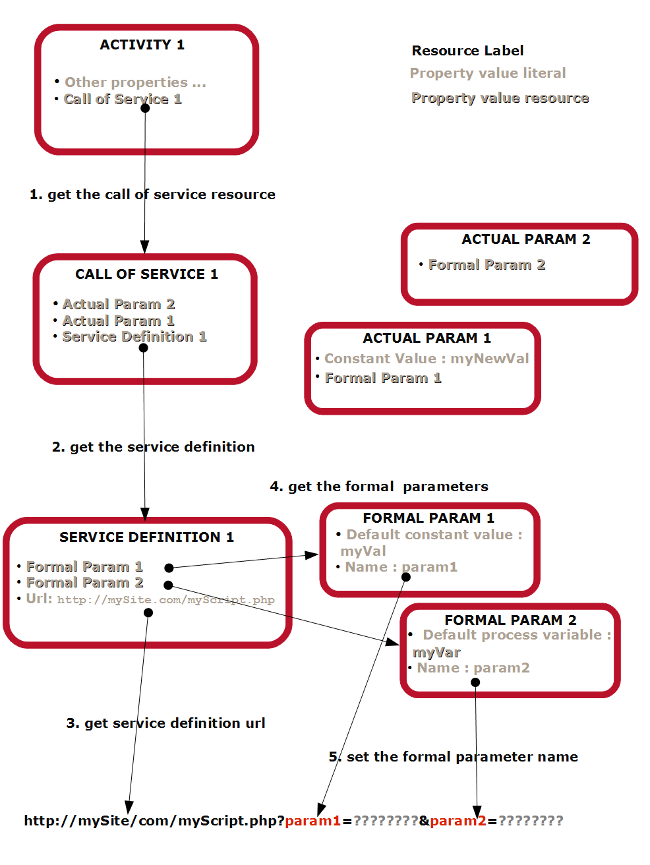 ACTIVITY 1
• Other properties ...
• Call of Service 1
Resource Label
Property value literal
Property value resource
1. get the call of service resource
ACTUAL PARAM 2
• Formal Param 2
CALL OF SERVICE 1
• Actual Param 2
• Actual Param 1
• Service Definition 1
ACTUAL PARAM 1
• Constant Value : myNewVal
• Formal Param 1
2. get the service definition
4. get the formal parameters
SERVICE DEFINITION 1
• Formal Param 1
• Formal Param 2
• Url: http://mySite.com/myScript.php
FORMAL PARAM 1
• Default constant value :
myVal
• Name : param1
FORMAL PARAM 2
• Default process variable :
myVar
• Name : param2
3. get service definition url
5. set the formal parameter name
http://mySite/com/myScript.php?param1=????????&param2=????????